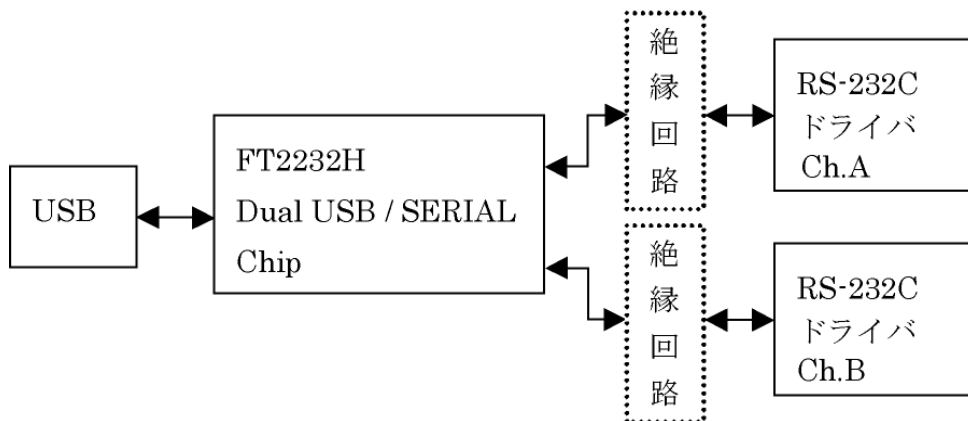 USB
FT2232H
Dual USB / SERIAL
Chip
絶
縁
回
路
RS-232C
ドライバ
Ch.A
絶
縁
回
路
RS-232C
ドライバ
Ch.B